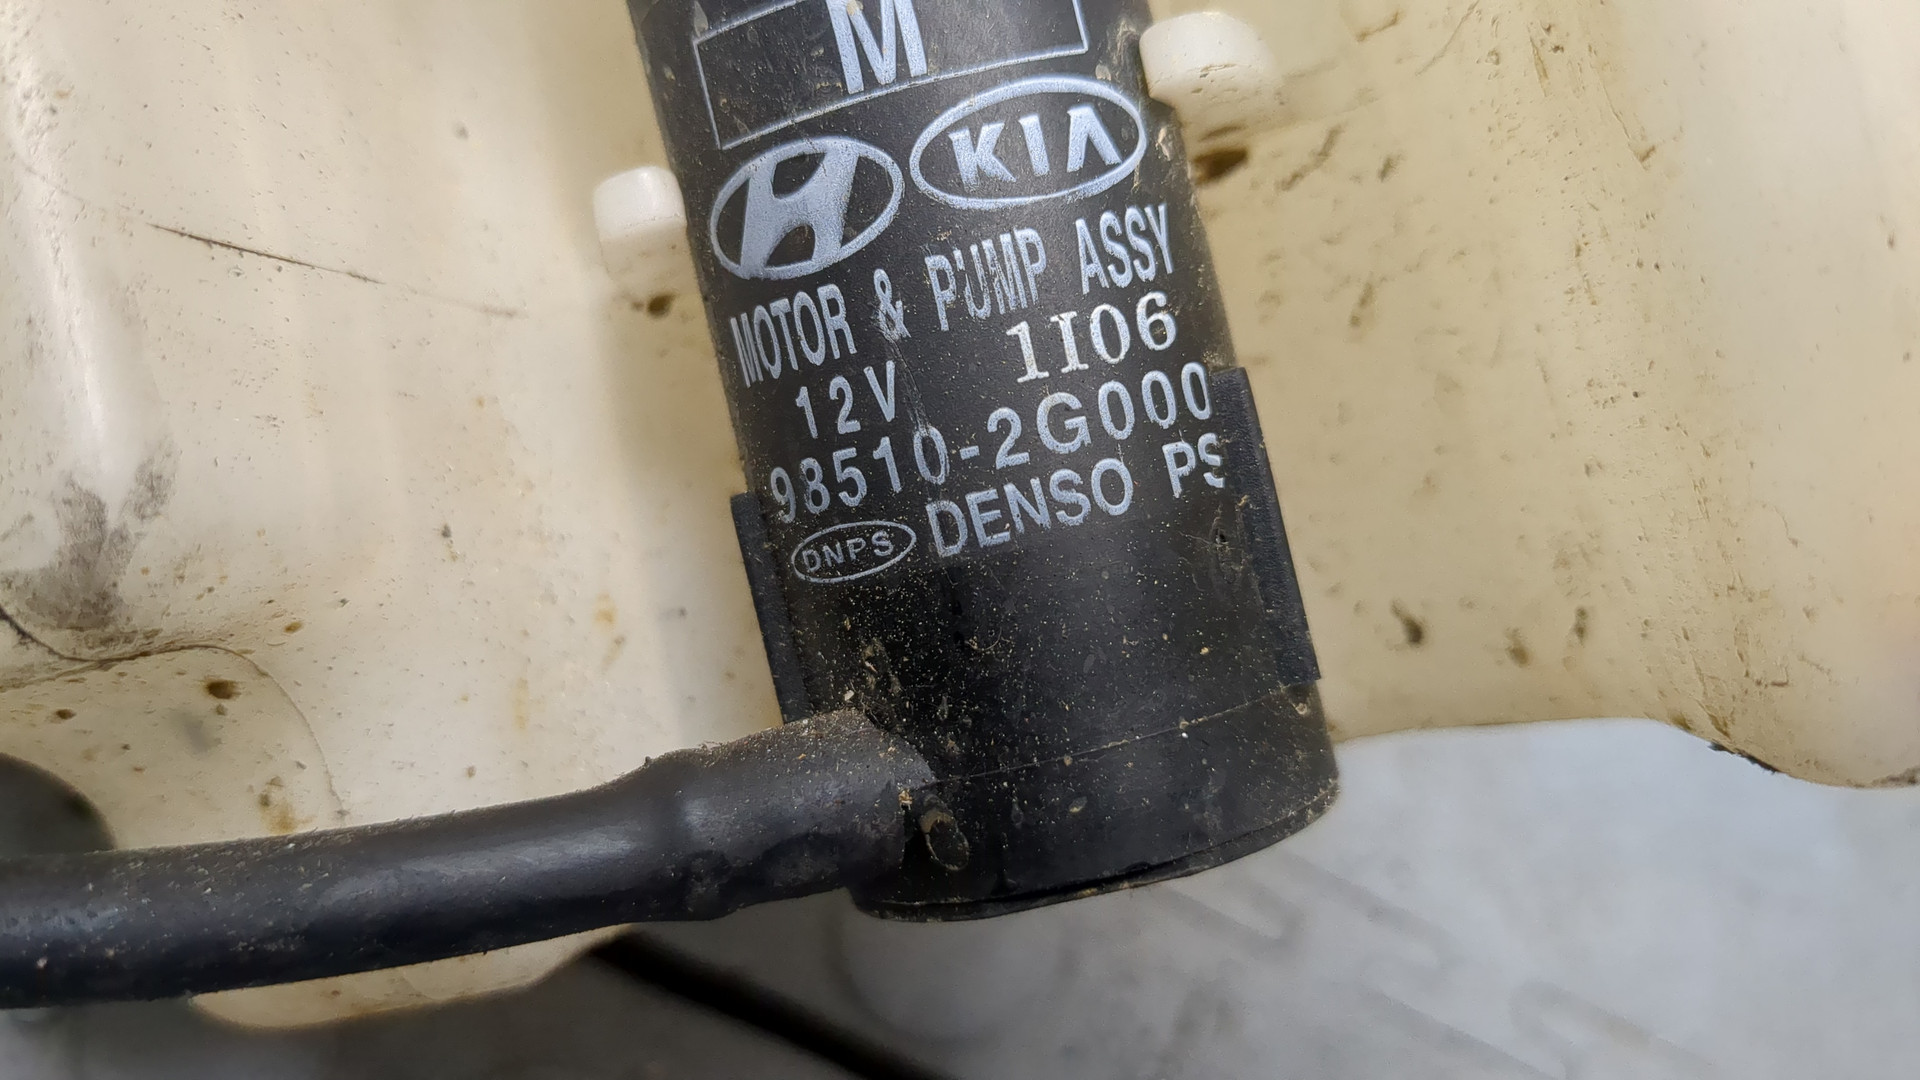 M
KIA
MOTOR & PUMP ASSY
12V 1I06
98510-2G000
DNPS DENSO PS